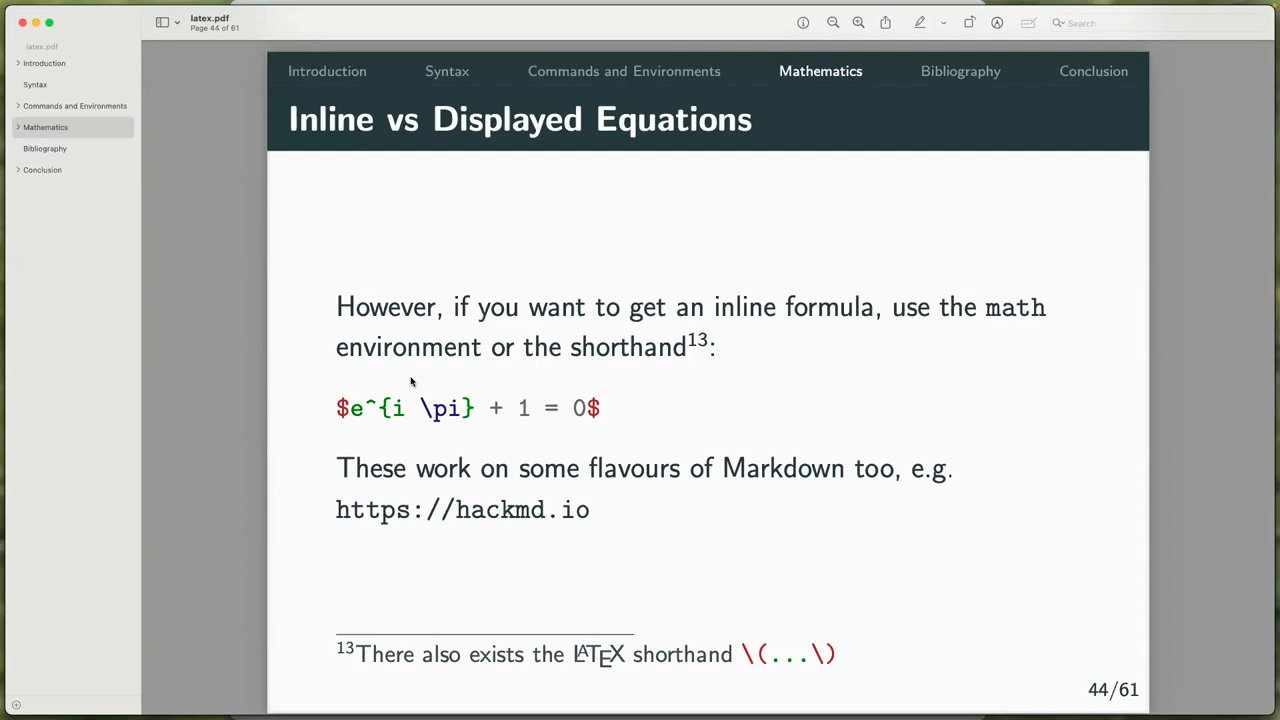 latex.pdf
Page 44 of 61
Search
latex.pdf
Introduction
Syntax
Commands and Environments
Mathematics
Bibliography
Conclusion
Introduction Syntax Commands and Environments Mathematics Bibliography Conclusion
Inline vs Displayed Equations
However, if you want to get an inline formula, use the math
environment or the shorthand¹³:
$e^{i \pi} + 1 = 0$
These work on some flavours of Markdown too, e.g.
https://hackmd.io
¹³There also exists the LATEX shorthand \(...\)
44/61